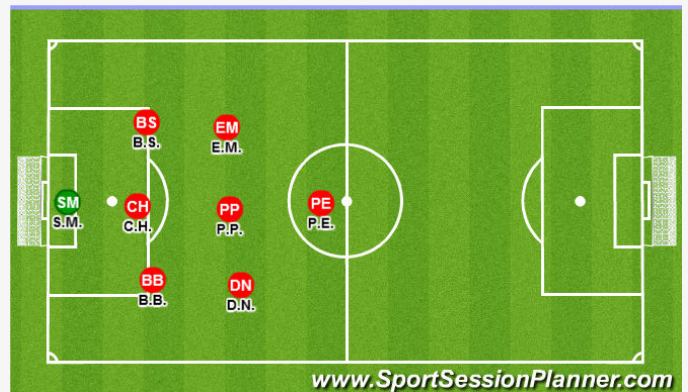 BS
B.S.
EM
E.M.
SM
S.M.
CH
C.H.
PP
P.P.
PE
P.E.
BB
B.B.
DN
D.N.
www.SportSessionPlanner.com